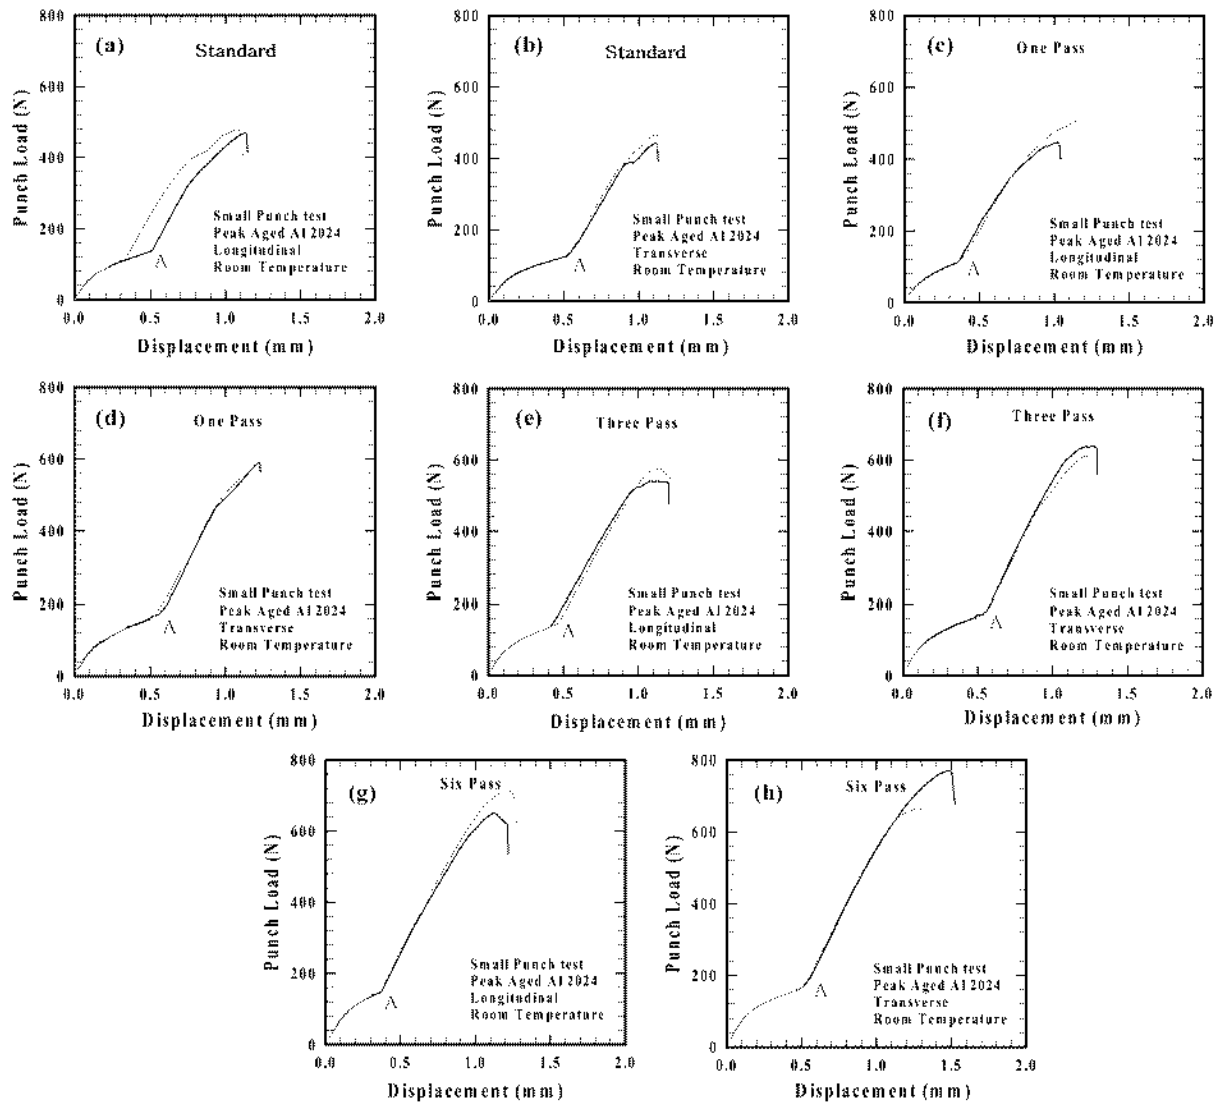 (a)
Standard
Punch Load (N)
800
600
400
200
0
A
Small Punch test
Peak Aged Al 2024
Longitudinal
Room Temperature
0.0 0.5 1.0 1.5 2.0
Displacement (mm)
(b)
Standard
Punch Load (N)
800
600
400
200
0
A
Small Punch test
Peak Aged Al 2024
Transverse
Room Temperature
0.0 0.5 1.0 1.5 2.0
Displacement (mm)
(c)
One Pass
Punch Load (N)
800
600
400
200
0
A
Small Punch test
Peak Aged Al 2024
Longitudinal
Room Temperature
0.0 0.5 1.0 1.5 2.0
Displacement (mm)
(d)
One Pass
Punch Load (N)
800
600
400
200
0
A
Small Punch test
Peak Aged Al 2024
Transverse
Room Temperature
0.0 0.5 1.0 1.5 2.0
Displacement (mm)
(e)
Three Pass
Punch Load (N)
800
600
400
200
0
A
Small Punch test
Peak Aged Al 2024
Longitudinal
Room Temperature
0.0 0.5 1.0 1.5 2.0
Displacement (mm)
(f)
Three Pass
Punch Load (N)
800
600
400
200
0
A
Small Punch test
Peak Aged Al 2024
Transverse
Room Temperature
0.0 0.5 1.0 1.5 2.0
Displacement (mm)
(g)
Six Pass
Punch Load (N)
800
600
400
200
0
A
Small Punch test
Peak Aged Al 2024
Longitudinal
Room Temperature
0.0 0.5 1.0 1.5 2.0
Displacement (mm)
(h)
Six Pass
Punch Load (N)
800
600
400
200
0
A
Small Punch test
Peak Aged Al 2024
Transverse
Room Temperature
0.0 0.5 1.0 1.5 2.0
Displacement (mm)